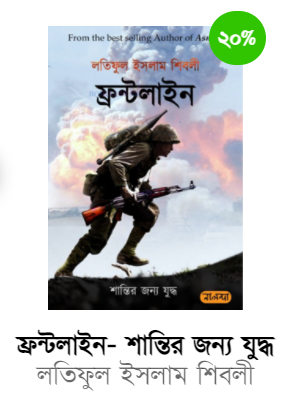 ২০%
From the best selling Author of
লতিফুল ইসলাম শিবলী
ফ্রন্টলাইন
শান্তির জন্য যুদ্ধ
নালন্দা
ফ্রন্টলাইন- শান্তির জন্য যুদ্ধ
লতিফুল ইসলাম শিবলী